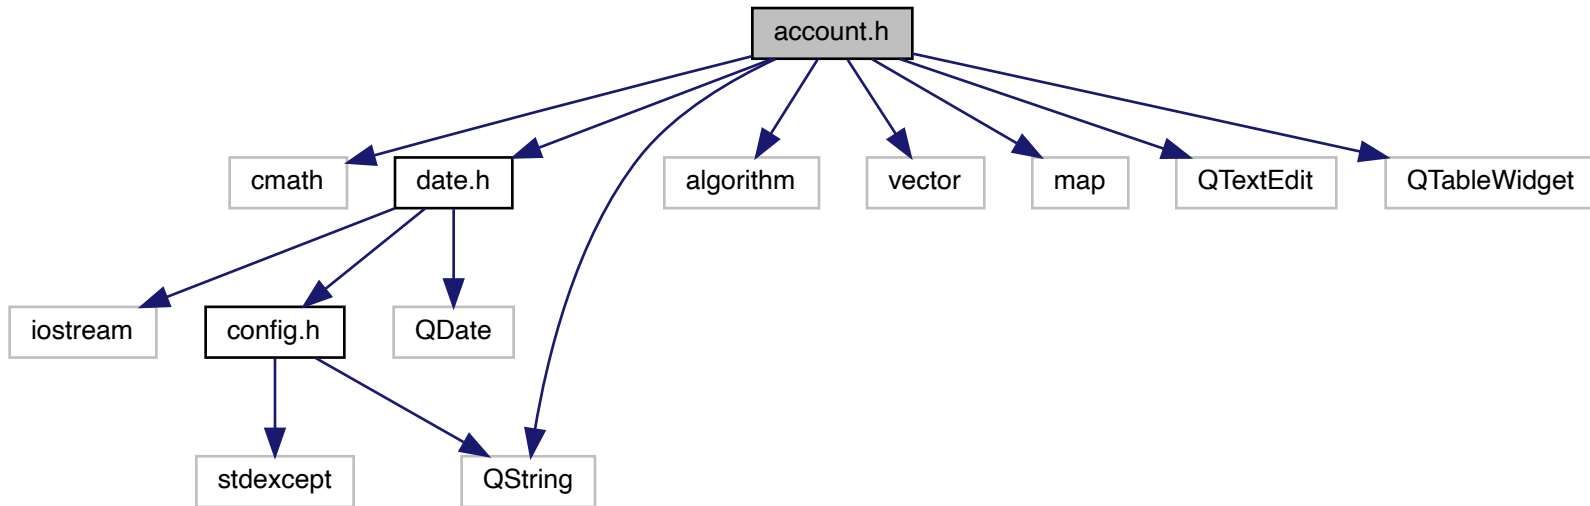 account.h
cmath
date.h
algorithm
vector
map
QTextEdit
QTableWidget
iostream
config.h
QDate
stdexcept
QString